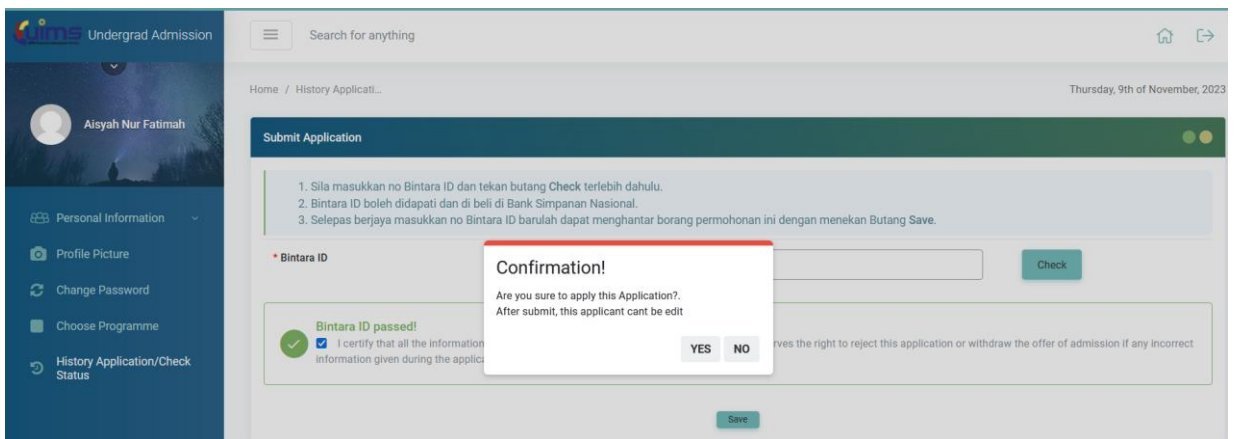 uims Undergrad Admission
Search for anything
Home / History Applicati...
Thursday, 9th of November, 2023
Aisyah Nur Fatimah
Submit Application
1. Sila masukkan no Bintara ID dan tekan butang Check terlebih dahulu.
2. Bintara ID boleh didapati dan di beli di Bank Simpanan Nasional.
3. Selepas berjaya masukkan no Bintara ID barulah dapat menghantar borang permohonan ini dengan menekan Butang Save.
Personal Information
Profile Picture
Change Password
Choose Programme
History Application/Check
Status
* Bintara ID
Check
Confirmation!
Are you sure to apply this Application?.
After submit, this applicant cant be edit
YES NO
Bintara ID passed!
I certify that all the information
rves the right to reject this application or withdraw the offer of admission if any incorrect
information given during the applic
Save